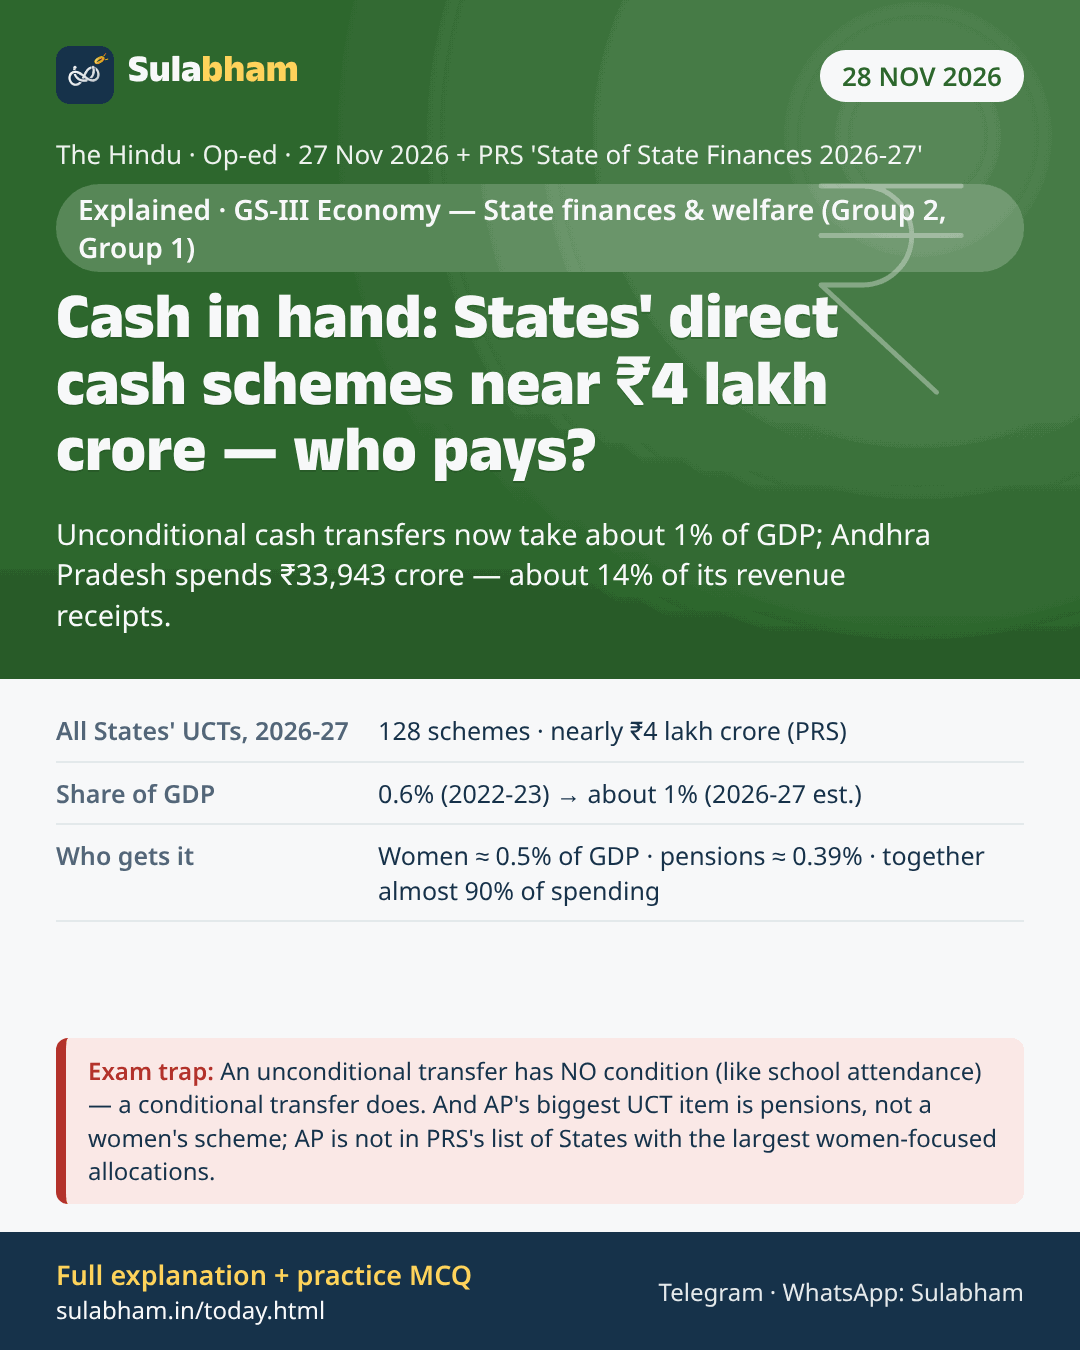 Sulabham
28 NOV 2026
The Hindu · Op-ed · 27 Nov 2026 + PRS 'State of State Finances 2026-27'
Explained · GS-III Economy — State finances & welfare (Group 2,
Group 1)
Cash in hand: States' direct
cash schemes near ₹4 lakh
crore — who pays?
Unconditional cash transfers now take about 1% of GDP; Andhra
Pradesh spends ₹33,943 crore — about 14% of its revenue
receipts.
All States' UCTs, 2026-27 128 schemes · nearly ₹4 lakh crore (PRS)
Share of GDP 0.6% (2022-23) → about 1% (2026-27 est.)
Who gets it Women ≈ 0.5% of GDP · pensions ≈ 0.39% · together
almost 90% of spending
Exam trap: An unconditional transfer has NO condition (like school attendance)
— a conditional transfer does. And AP's biggest UCT item is pensions, not a
women's scheme; AP is not in PRS's list of States with the largest women-focused
allocations.
Full explanation + practice MCQ
sulabham.in/today.html
Telegram · WhatsApp: Sulabham